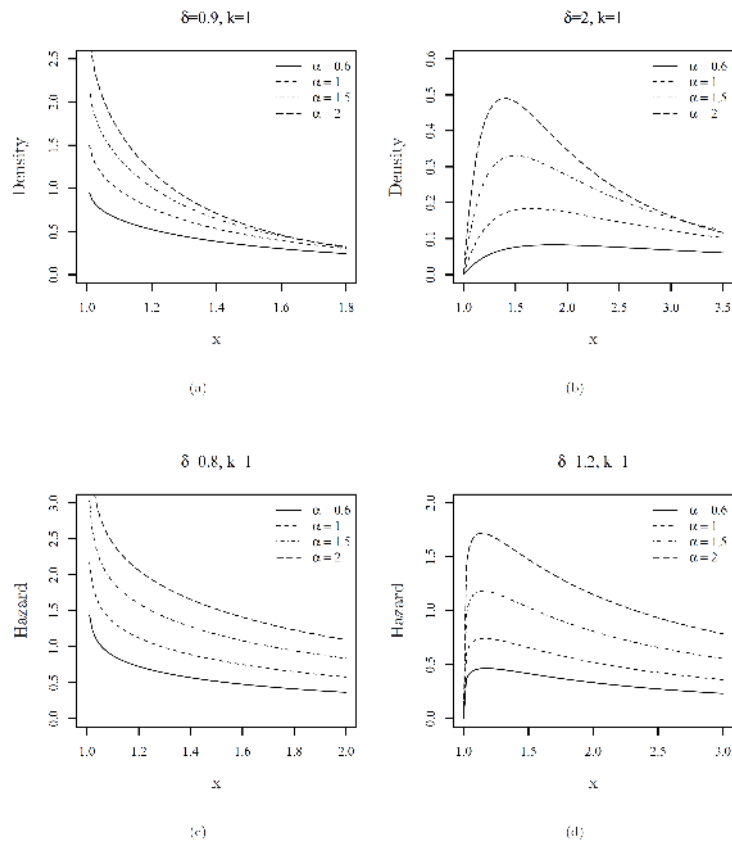 δ=0.9, k=1
Density
2.5
2.0
1.5
1.0
0.5
0.0
α = 0.6
α = 1
α = 1.5
α = 2
1.0 1.2 1.4 1.6 1.8
x
(a)
δ=2, k=1
Density
0.6
0.5
0.4
0.3
0.2
0.1
0.0
α = 0.6
α = 1
α = 1.5
α = 2
1.0 1.5 2.0 2.5 3.0 3.5
x
(b)
δ 0.8, k 1
Hazard
3.0
2.5
2.0
1.5
1.0
0.5
0.0
α 0.6
α = 1
α = 1.5
α = 2
1.0 1.2 1.4 1.6 1.8 2.0
x
(c)
δ 1.2, k 1
Hazard
2.0
1.5
1.0
0.5
0.0
α 0.6
α = 1
α = 1.5
α = 2
1.0 1.5 2.0 2.5 3.0
x
(d)